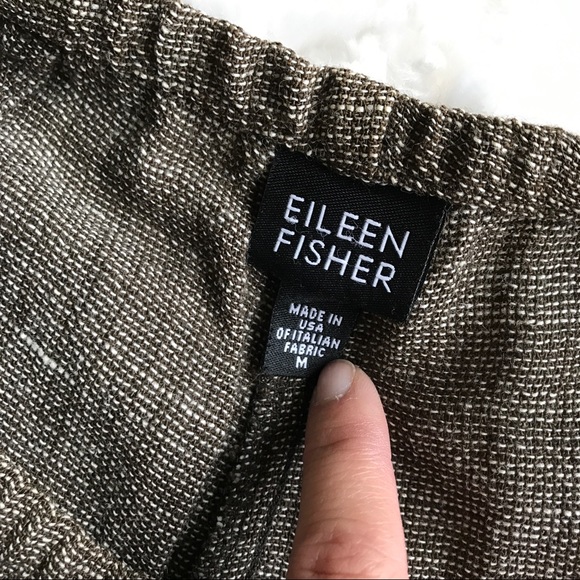 EILEEN
FISHER
MADE IN
USA
OF ITALIAN
FABRIC
M